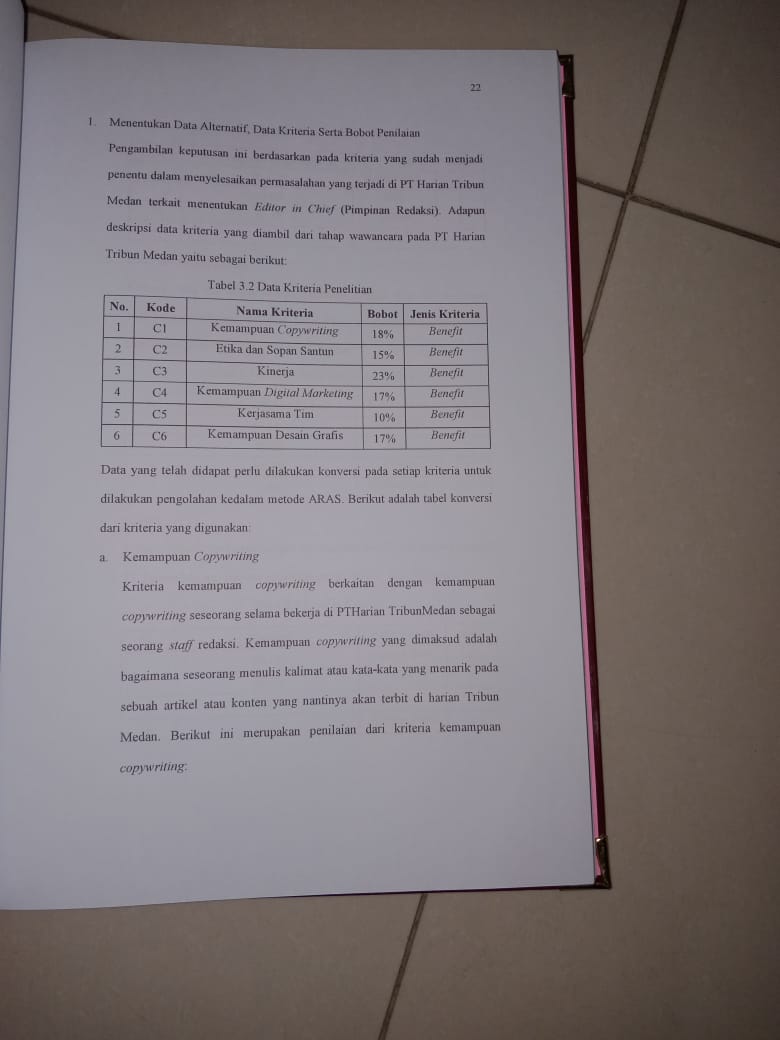 22
1. Menentukan Data Alternatif, Data Kriteria Serta Bobot Penilaian
Pengambilan keputusan ini berdasarkan pada kriteria yang sudah menjadi
penentu dalam menyelesaikan permasalahan yang terjadi di PT Harian Tribun
Medan terkait menentukan Editor in Chief (Pimpinan Redaksi). Adapun
deskripsi data kriteria yang diambil dari tahap wawancara pada PT Harian
Tribun Medan yaitu sebagai berikut:
Tabel 3.2 Data Kriteria Penelitian
No. Kode Nama Kriteria Bobot Jenis Kriteria
1 C1 Kemampuan Copywriting 18% Benefit
2 C2 Etika dan Sopan Santun 15% Benefit
3 C3 Kinerja 23% Benefit
4 C4 Kemampuan Digital Marketing 17% Benefit
5 C5 Kerjasama Tim 10% Benefit
6 C6 Kemampuan Desain Grafis 17% Benefit
Data yang telah didapat perlu dilakukan konversi pada setiap kriteria untuk
dilakukan pengolahan kedalam metode ARAS. Berikut adalah tabel konversi
dari kriteria yang digunakan:
a. Kemampuan Copywriting
Kriteria kemampuan copywriting berkaitan dengan kemampuan
copywriting seseorang selama bekerja di PTHarian TribunMedan sebagai
seorang staff redaksi. Kemampuan copywriting yang dimaksud adalah
bagaimana seseorang menulis kalimat atau kata-kata yang menarik pada
sebuah artikel atau konten yang nantinya akan terbit di harian Tribun
Medan. Berikut ini merupakan penilaian dari kriteria kemampuan
copywriting: